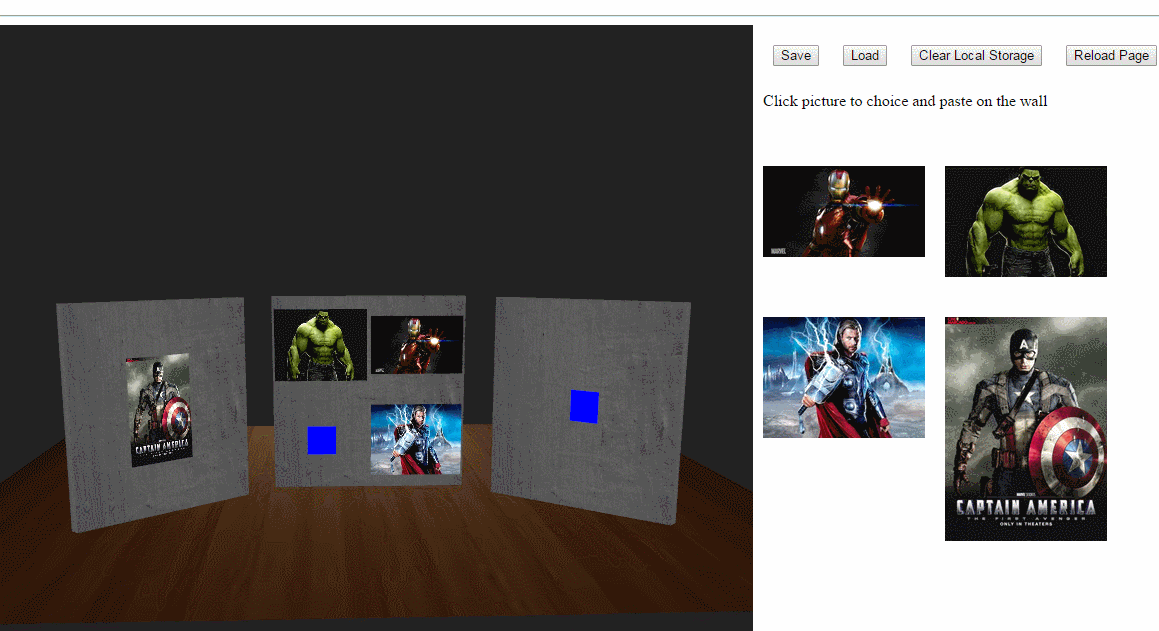 Save Load Clear Local Storage Reload Page
Click picture to choice and paste on the wall
MARVEL
CAPTAIN AMERICA
THE FIRST AVENGER
ONLY IN THEATERS
CAPTAIN AMERICA